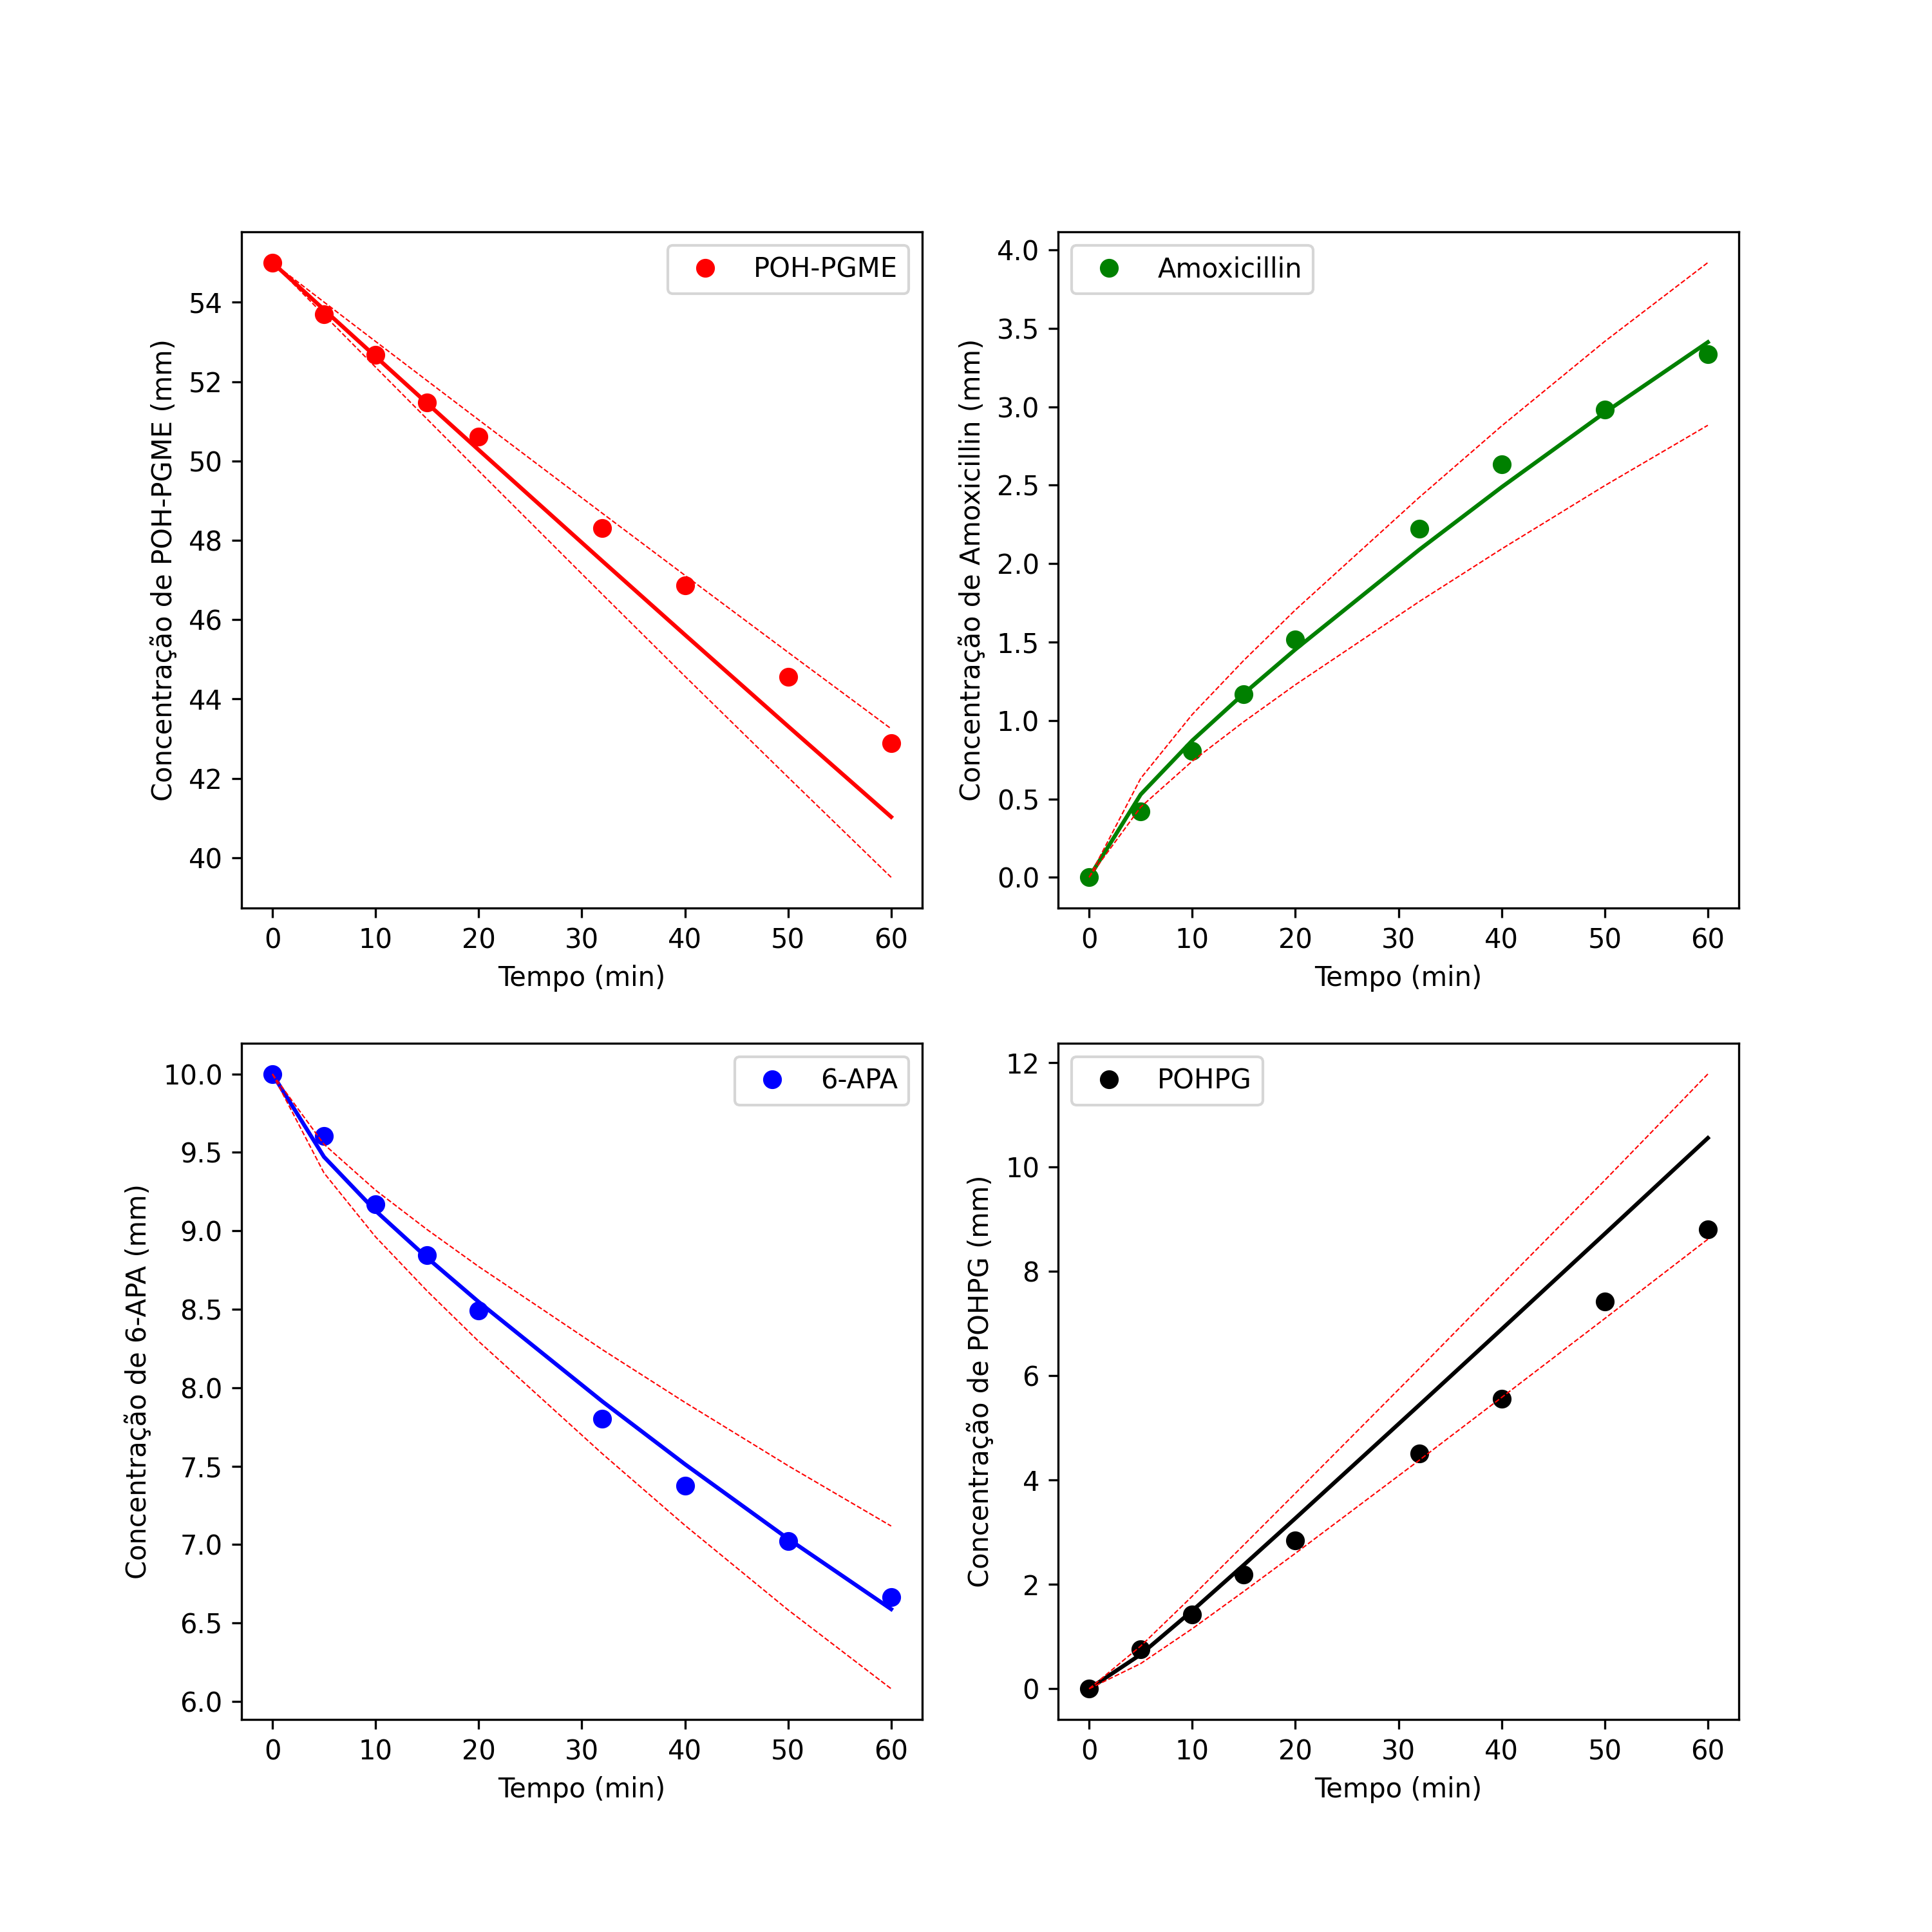 POH-PGME
Concentração de POH-PGME (mm)
54
52
50
48
46
44
42
40
0 10 20 30 40 50 60
Tempo (min)
Amoxicillin
Concentração de Amoxicillin (mm)
4.0
3.5
3.0
2.5
2.0
1.5
1.0
0.5
0.0
0 10 20 30 40 50 60
Tempo (min)
6-APA
Concentração de 6-APA (mm)
10.0
9.5
9.0
8.5
8.0
7.5
7.0
6.5
6.0
0 10 20 30 40 50 60
Tempo (min)
POHPG
Concentração de POHPG (mm)
12
10
8
6
4
2
0
0 10 20 30 40 50 60
Tempo (min)